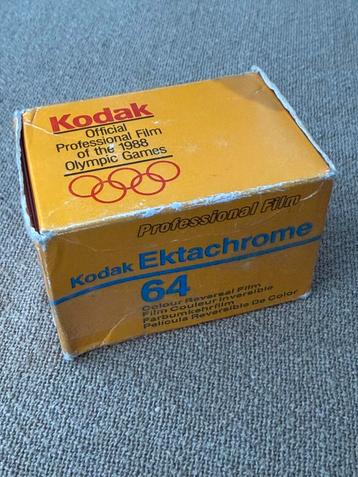 Kodak
Official
Professional Film
of the 1988
Olympic Games
Professional Film
Kodak Ektachrome
64
Colour Reversal Film
Film Couleur Inversible
Farbumkehrfilm
Pelicula Reversible De Color